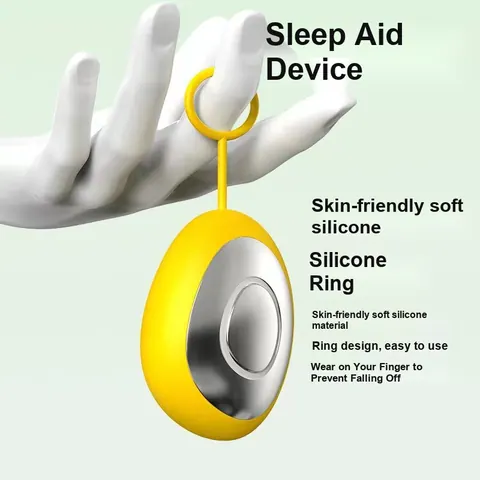 Sleep Aid
Device
Skin-friendly soft
silicone
Silicone
Ring
Skin-friendly soft silicone
material
Ring design, easy to use
Wear on Your Finger to
Prevent Falling Off